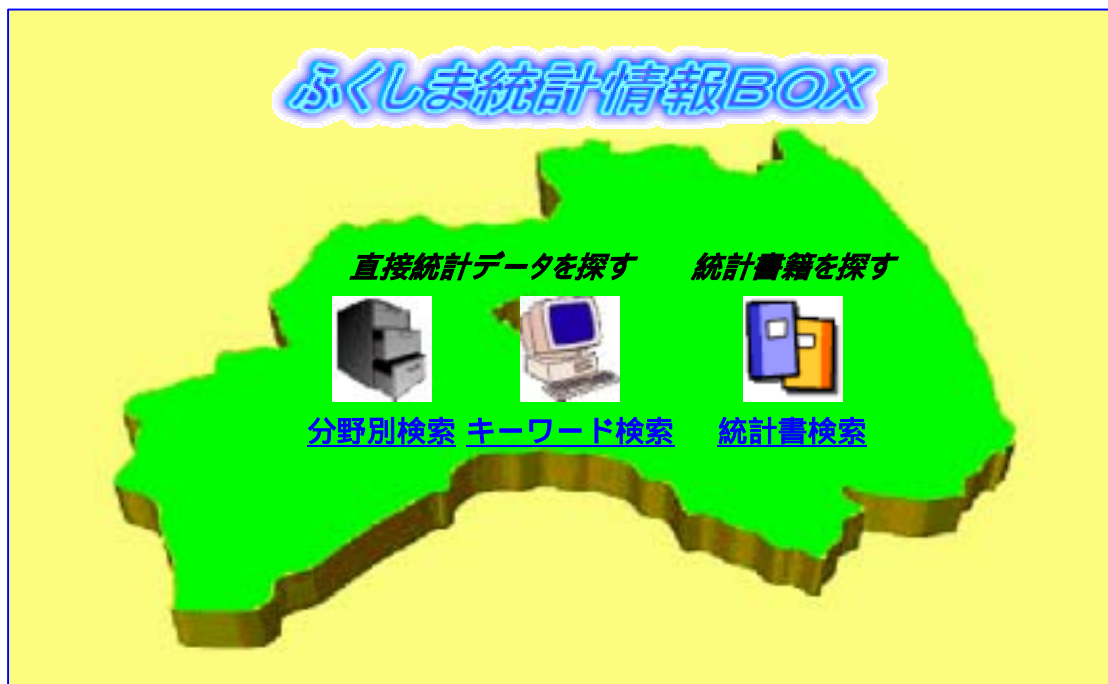 ふくしま統計情報BOX
直接統計データを探す 統計書籍を探す
分野別検索 キーワード検索 統計書検索